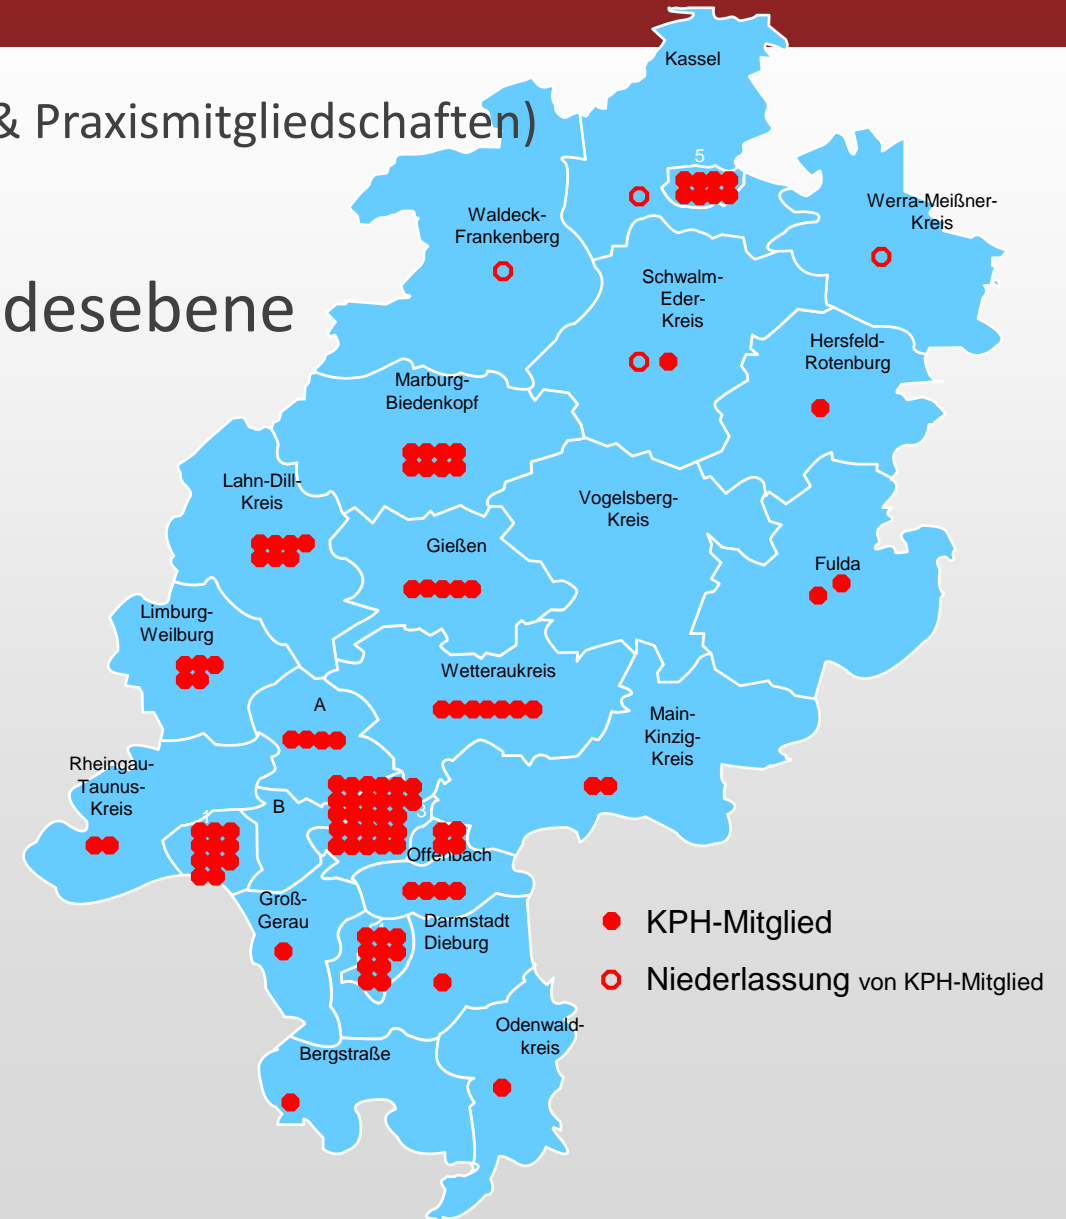 & Praxismitgliedschaften)
desebene
Kassel
5
Waldeck-
Frankenberg
Werra-Meißner-
Kreis
Schwalm-
Eder-
Kreis
Hersfeld-
Rotenburg
Marburg-
Biedenkopf
Lahn-Dill-
Kreis
Vogelsberg-
Kreis
Gießen
Fulda
Limburg-
Weilburg
Wetteraukreis
A
Main-
Kinzig-
Kreis
Rheingau-
Taunus-
Kreis
B
3
1
Offenbach
Groß-
Gerau
Darmstadt
Dieburg
KPH-Mitglied
Niederlassung von KPH-Mitglied
Odenwald-
kreis
Bergstraße